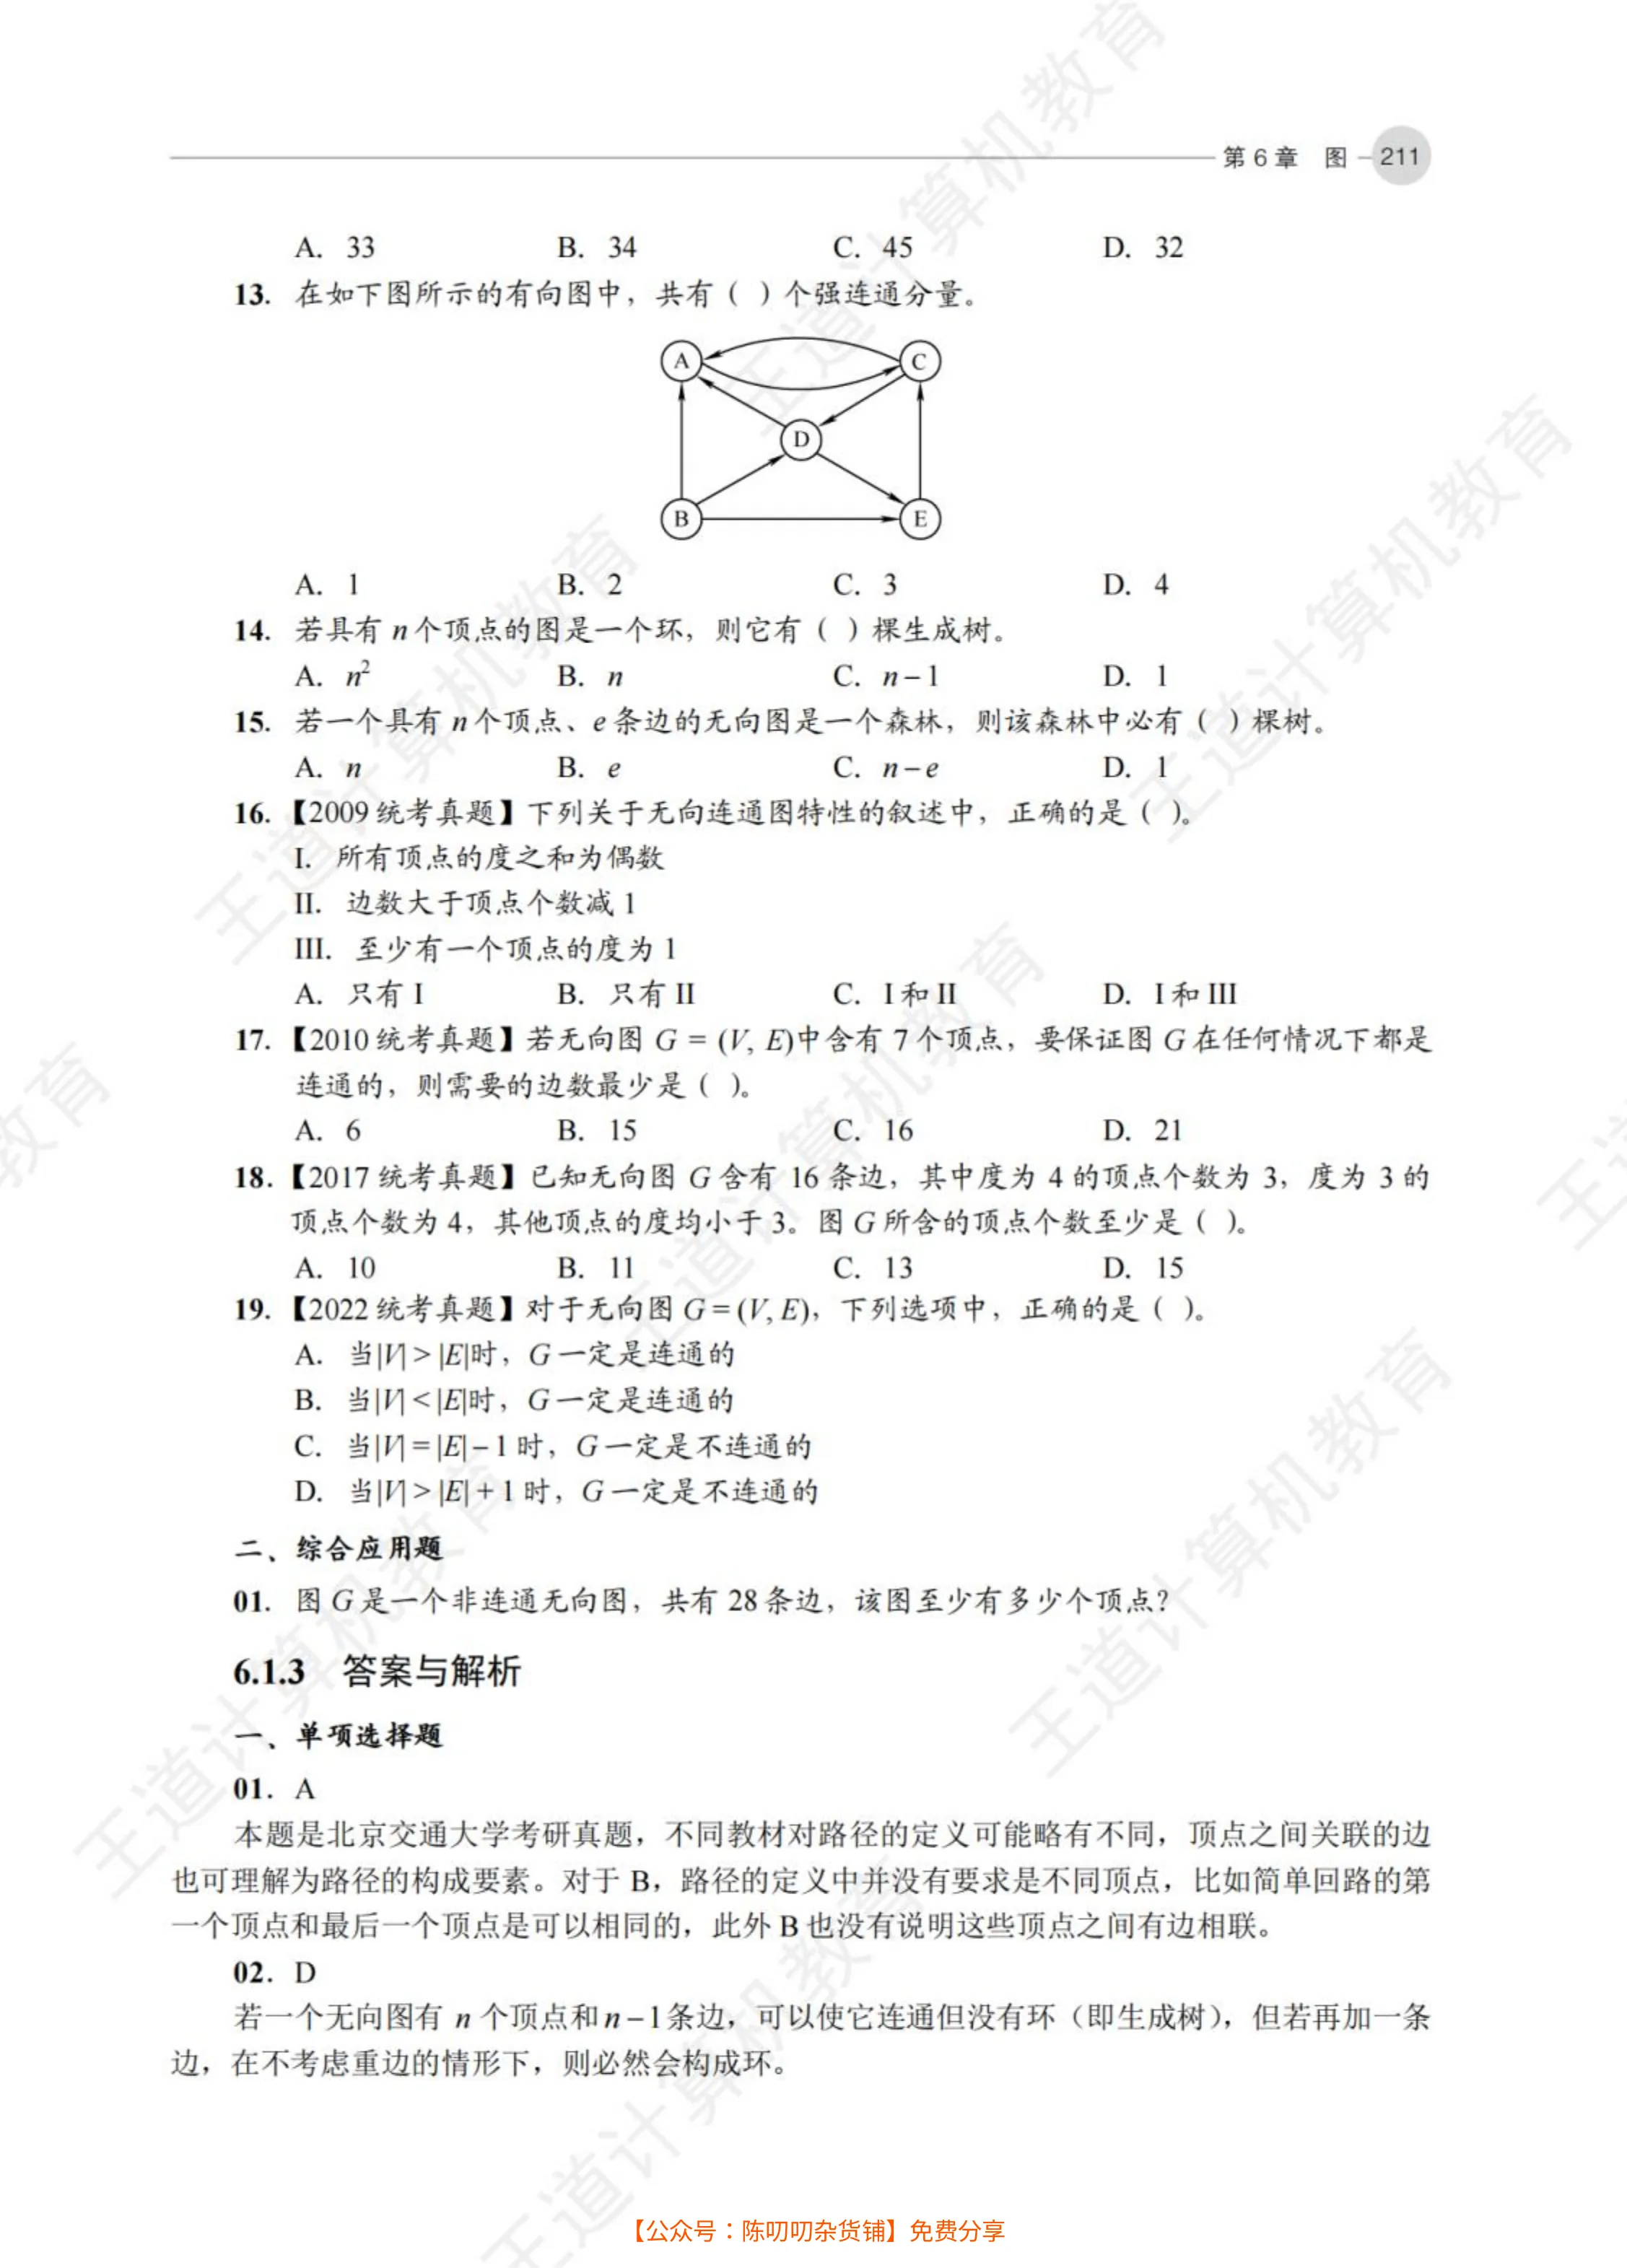 第 6 章 图 211
A. 33 B. 34 C. 45 D. 32
13. 在如下图所示的有向图中，共有（ ）个强连通分量。
A C
D
B E
A. 1 B. 2 C. 3 D. 4
14. 若具有 n 个顶点的图是一个环，则它有（ ）棵生成树。
A. n² B. n C. n−1 D. 1
15. 若一个具有 n 个顶点、e 条边的无向图是一个森林，则该森林中必有（ ）棵树。
A. n B. e C. n−e D. 1
16. 【2009 统考真题】下列关于无向连通图特性的叙述中，正确的是（ ）。
I. 所有顶点的度之和为偶数
II. 边数大于顶点个数减 1
III. 至少有一个顶点的度为 1
A. 只有 I B. 只有 II C. I 和 II D. I 和 III
17. 【2010 统考真题】若无向图 G = (V, E)中含有 7 个顶点，要保证图 G 在任何情况下都是
连通的，则需要的边数最少是（ ）。
A. 6 B. 15 C. 16 D. 21
18. 【2017 统考真题】已知无向图 G 含有 16 条边，其中度为 4 的顶点个数为 3，度为 3 的
顶点个数为 4，其他顶点的度均小于 3。图 G 所含的顶点个数至少是（ ）。
A. 10 B. 11 C. 13 D. 15
19. 【2022 统考真题】对于无向图 G = (V, E)，下列选项中，正确的是（ ）。
A. 当|V| > |E|时，G 一定是连通的
B. 当|V| < |E|时，G 一定是连通的
C. 当|V| = |E| − 1 时，G 一定是不连通的
D. 当|V| > |E| + 1 时，G 一定是不连通的
二、综合应用题
01. 图 G 是一个非连通无向图，共有 28 条边，该图至少有多少个顶点？
6.1.3 答案与解析
一、单项选择题
01. A
本题是北京交通大学考研真题，不同教材对路径的定义可能略有不同，顶点之间关联的边
也可理解为路径的构成要素。对于 B，路径的定义中并没有要求是不同顶点，比如简单回路的第
一个顶点和最后一个顶点是可以相同的，此外 B 也没有说明这些顶点之间有边相联。
02. D
若一个无向图有 n 个顶点和 n−1 条边，可以使它连通但没有环（即生成树），但若再加一条
边，在不考虑重边的情形下，则必然会构成环。
【公众号：陈叨叨杂货铺】免费分享
王道计算机教育